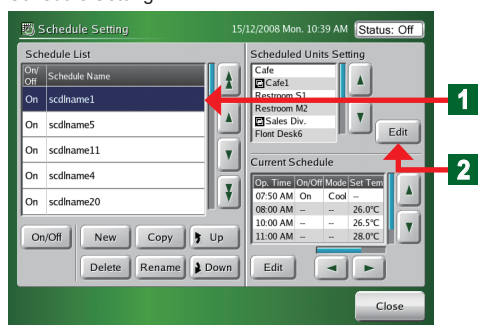 Schedule Setting
15/12/2008 Mon. 10:39 AM
Status: Off
Schedule List
On/Off Schedule Name
On scdlname1
On scdlname5
On scdlname11
On scdlname4
On scdlname20
On/Off New Copy Up
Delete Rename Down
Scheduled Units Setting
Cafe
Cafe1
Restroom S1
Restroom M2
Sales Div.
Flont Desk6
Edit
Current Schedule
Op. Time On/Off Mode Set Tem
07:50 AM On Cool --
08:00 AM -- -- 26.0°C
10:00 AM -- -- 26.5°C
11:00 AM -- -- 28.0°C
Edit
Close
1
2